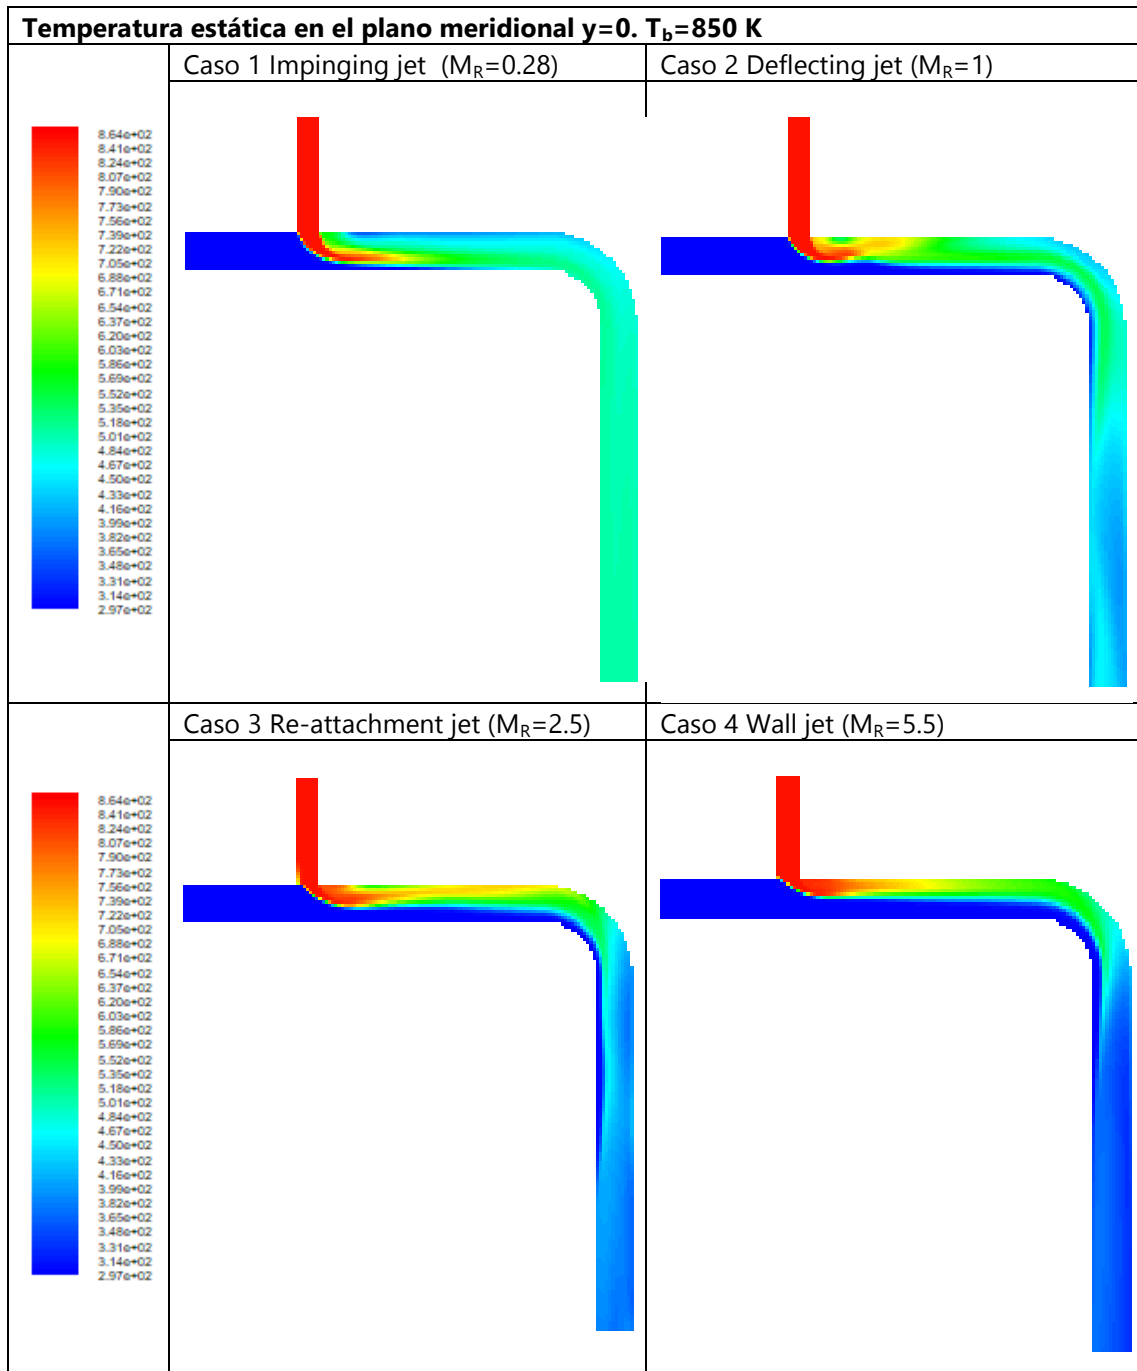 Temperatura estática en el plano meridional y=0. Tb=850 K
Caso 1 Impinging jet (MR=0.28)
Caso 2 Deflecting jet (MR=1)
8.64e+02
8.41e+02
8.24e+02
8.07e+02
7.90e+02
7.73e+02
7.56e+02
7.39e+02
7.22e+02
7.05e+02
6.88e+02
6.71e+02
6.54e+02
6.37e+02
6.20e+02
6.03e+02
5.86e+02
5.69e+02
5.52e+02
5.35e+02
5.18e+02
5.01e+02
4.84e+02
4.67e+02
4.50e+02
4.33e+02
4.16e+02
3.99e+02
3.82e+02
3.65e+02
3.48e+02
3.31e+02
3.14e+02
2.97e+02
Caso 3 Re-attachment jet (MR=2.5)
Caso 4 Wall jet (MR=5.5)
8.64e+02
8.41e+02
8.24e+02
8.07e+02
7.90e+02
7.73e+02
7.56e+02
7.39e+02
7.22e+02
7.05e+02
6.88e+02
6.71e+02
6.54e+02
6.37e+02
6.20e+02
6.03e+02
5.86e+02
5.69e+02
5.52e+02
5.35e+02
5.18e+02
5.01e+02
4.84e+02
4.67e+02
4.50e+02
4.33e+02
4.16e+02
3.99e+02
3.82e+02
3.65e+02
3.48e+02
3.31e+02
3.14e+02
2.97e+02